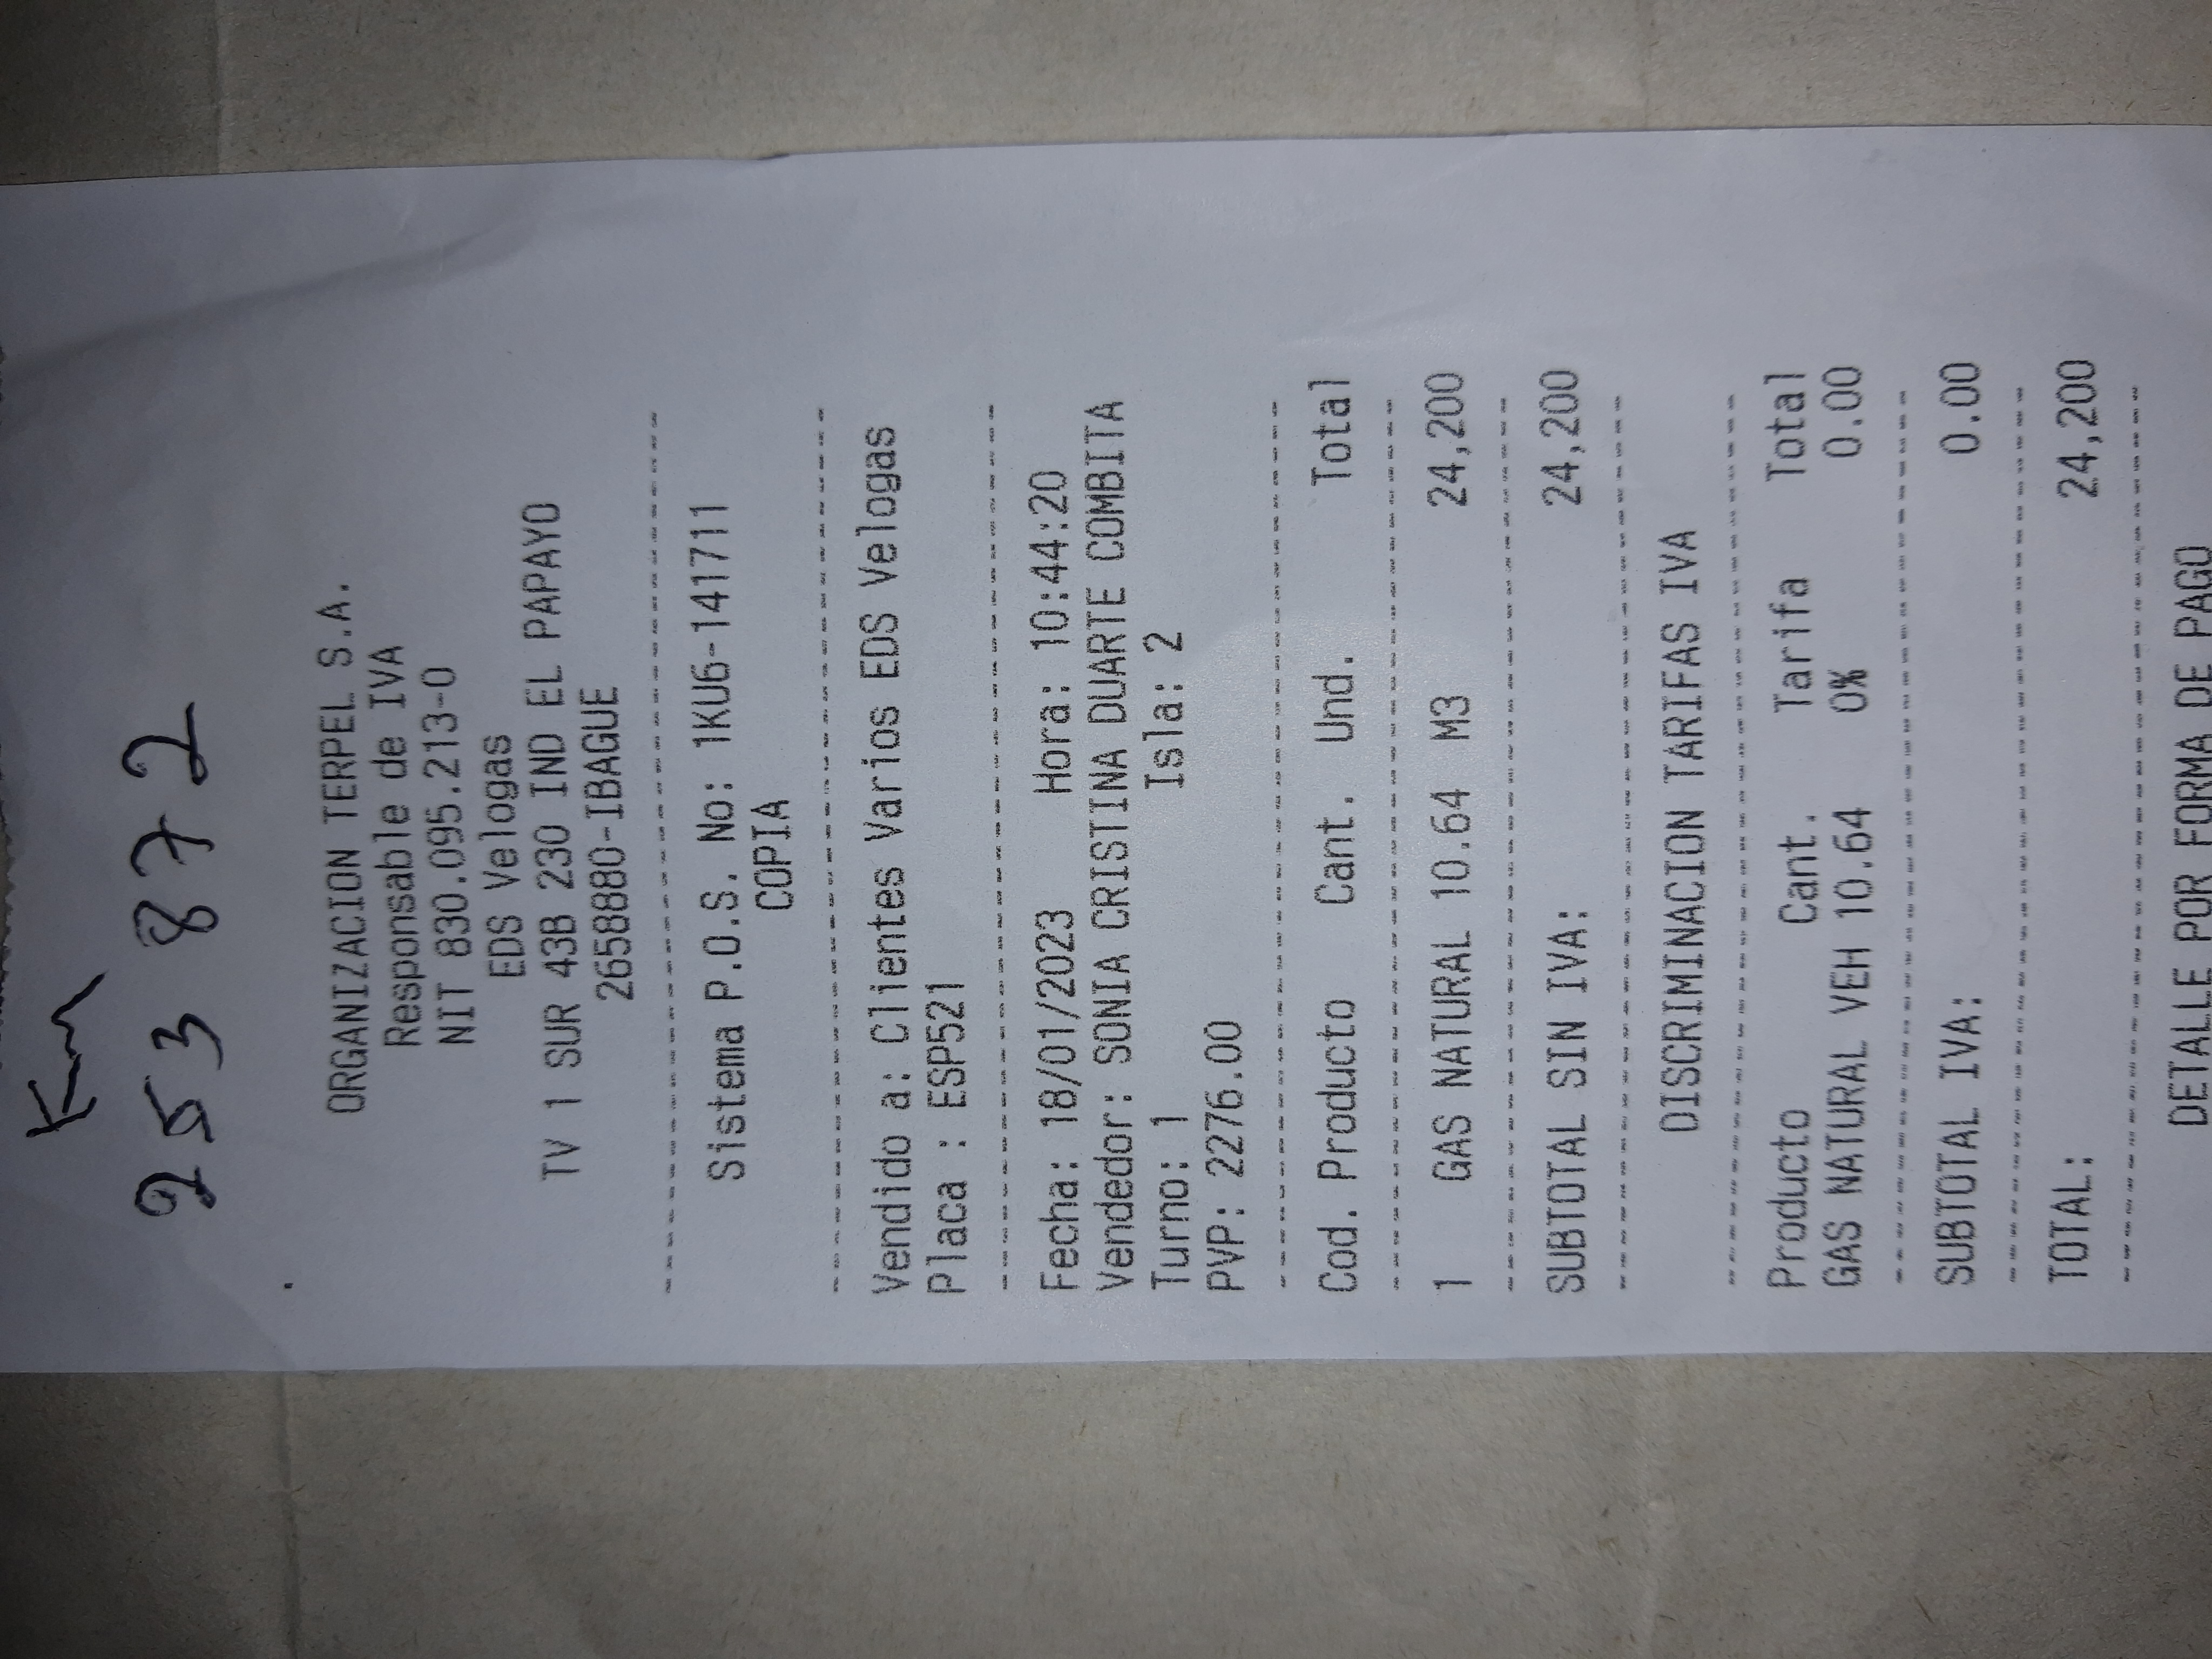 Km
253872
ORGANIZACION TERPEL S.A.
Responsable de IVA
NIT 830.095.213-0
EDS Velogas
TV 1 SUR 43B 230 IND EL PAPAYO
2658880-IBAGUE
Sistema P.O.S. No: 1KU6-141711
COPIA
Vendido a: Clientes Varios EDS Velogas
Placa : ESP521
Fecha: 18/01/2023 Hora: 10:44:20
Vendedor: SONIA CRISTINA DUARTE COMBITA
Turno: 1 Isla: 2
PVP: 2276.00
Cod. Producto Cant. Und. Total
1 GAS NATURAL 10.64 M3 24,200
SUBTOTAL SIN IVA: 24,200
DISCRIMINACION TARIFAS IVA
Producto Cant. Tarifa Total
GAS NATURAL VEH 10.64 0% 0.00
SUBTOTAL IVA: 0.00
TOTAL: 24,200
DETALLE POR FORMA DE PAGO